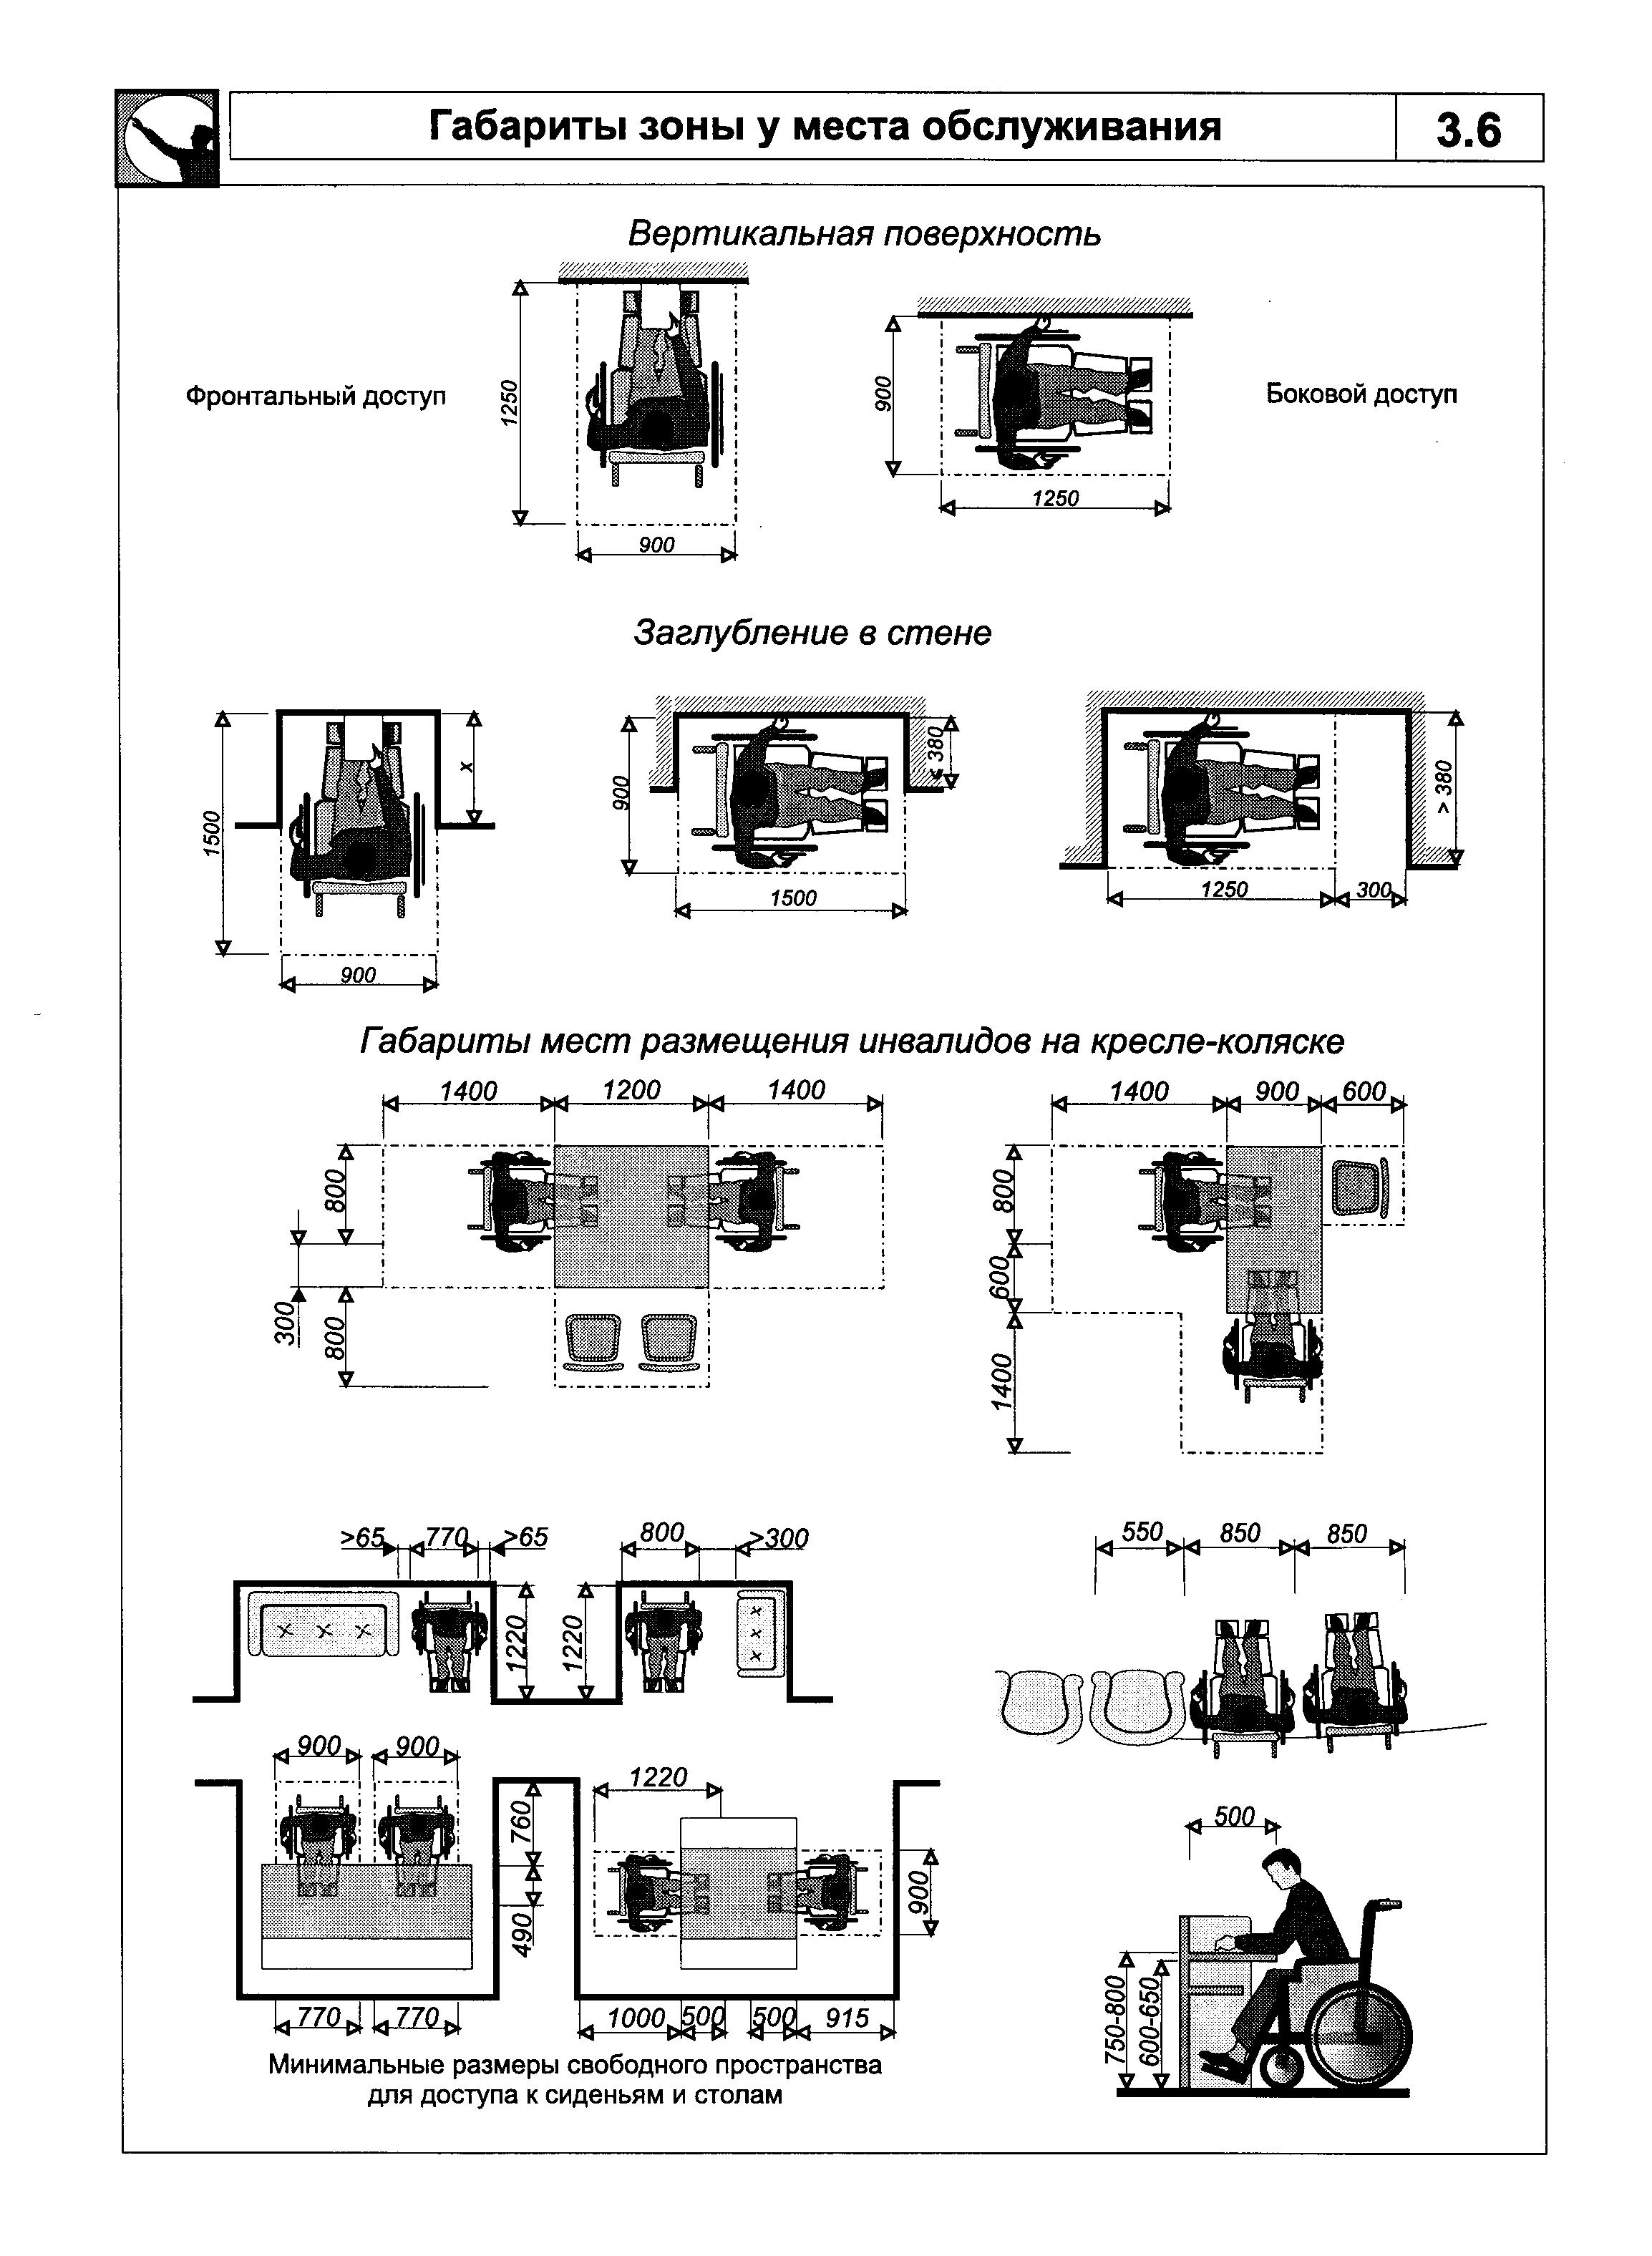 Габариты зоны у места обслуживания
3.6
Вертикальная поверхность
Фронтальный доступ
1250
900
900
1250
Боковой доступ
Заглубление в стене
1500
x
900
900
≤ 380
1500
> 380
1250
300
Габариты мест размещения инвалидов на кресле-коляске
1400 1200 1400
800
300
800
1400 900 600
800
600
1400
>65 770 >65
1220
800 >300
1220
550 850 850
900 900
760
490
770 770
1220
900
1000 500 500 915
Минимальные размеры свободного пространства
для доступа к сиденьям и столам
500
750-800
600-650